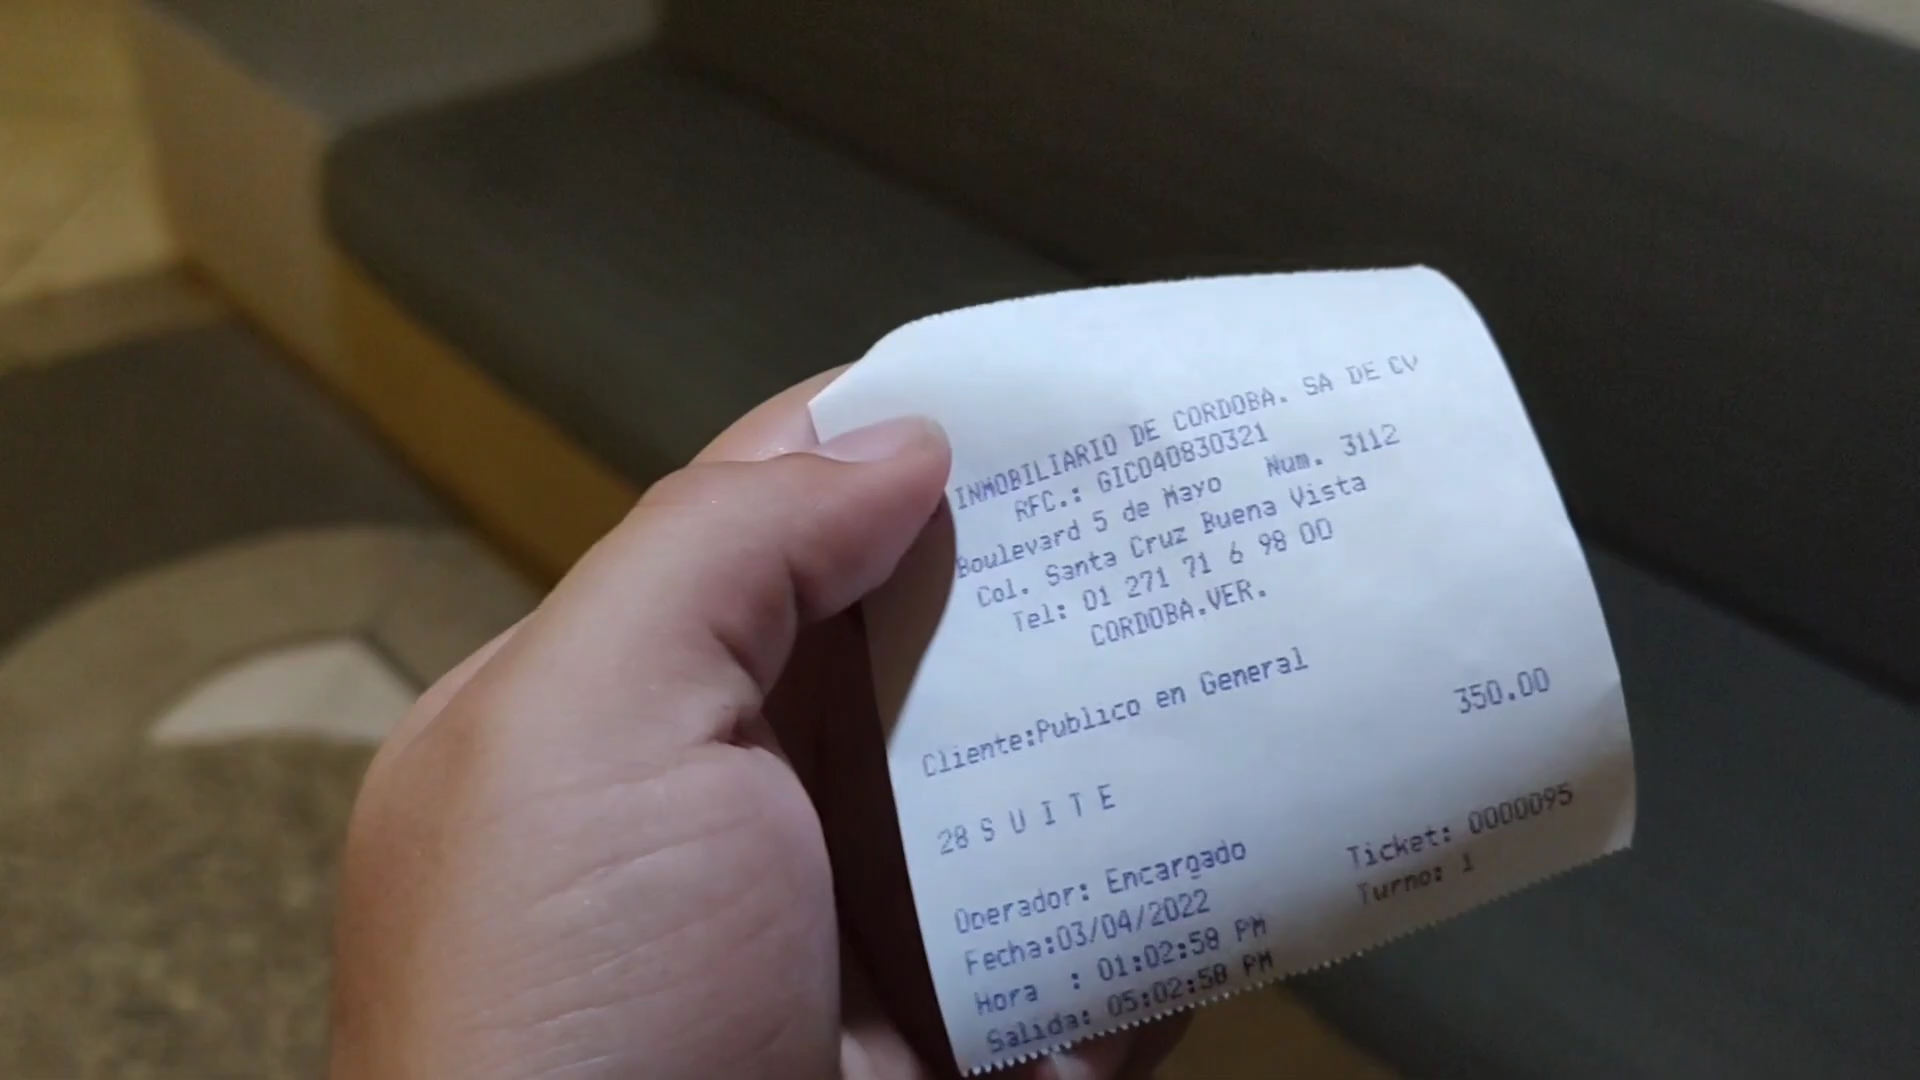 INMOBILIARIO DE CORDOBA. SA DE CV
RFC.: GICO40830321
Boulevard 5 de Mayo Num. 3112
Col. Santa Cruz Buena Vista
Tel: 01 271 71 6 98 00
CORDOBA.VER.
Cliente:Publico en General
350.00
28 S U I T E
Operador: Encargado
Ticket: 0000095
Fecha:03/04/2022
Turno: 1
Hora : 01:02:58 PM
Salida: 05:02:58 PM